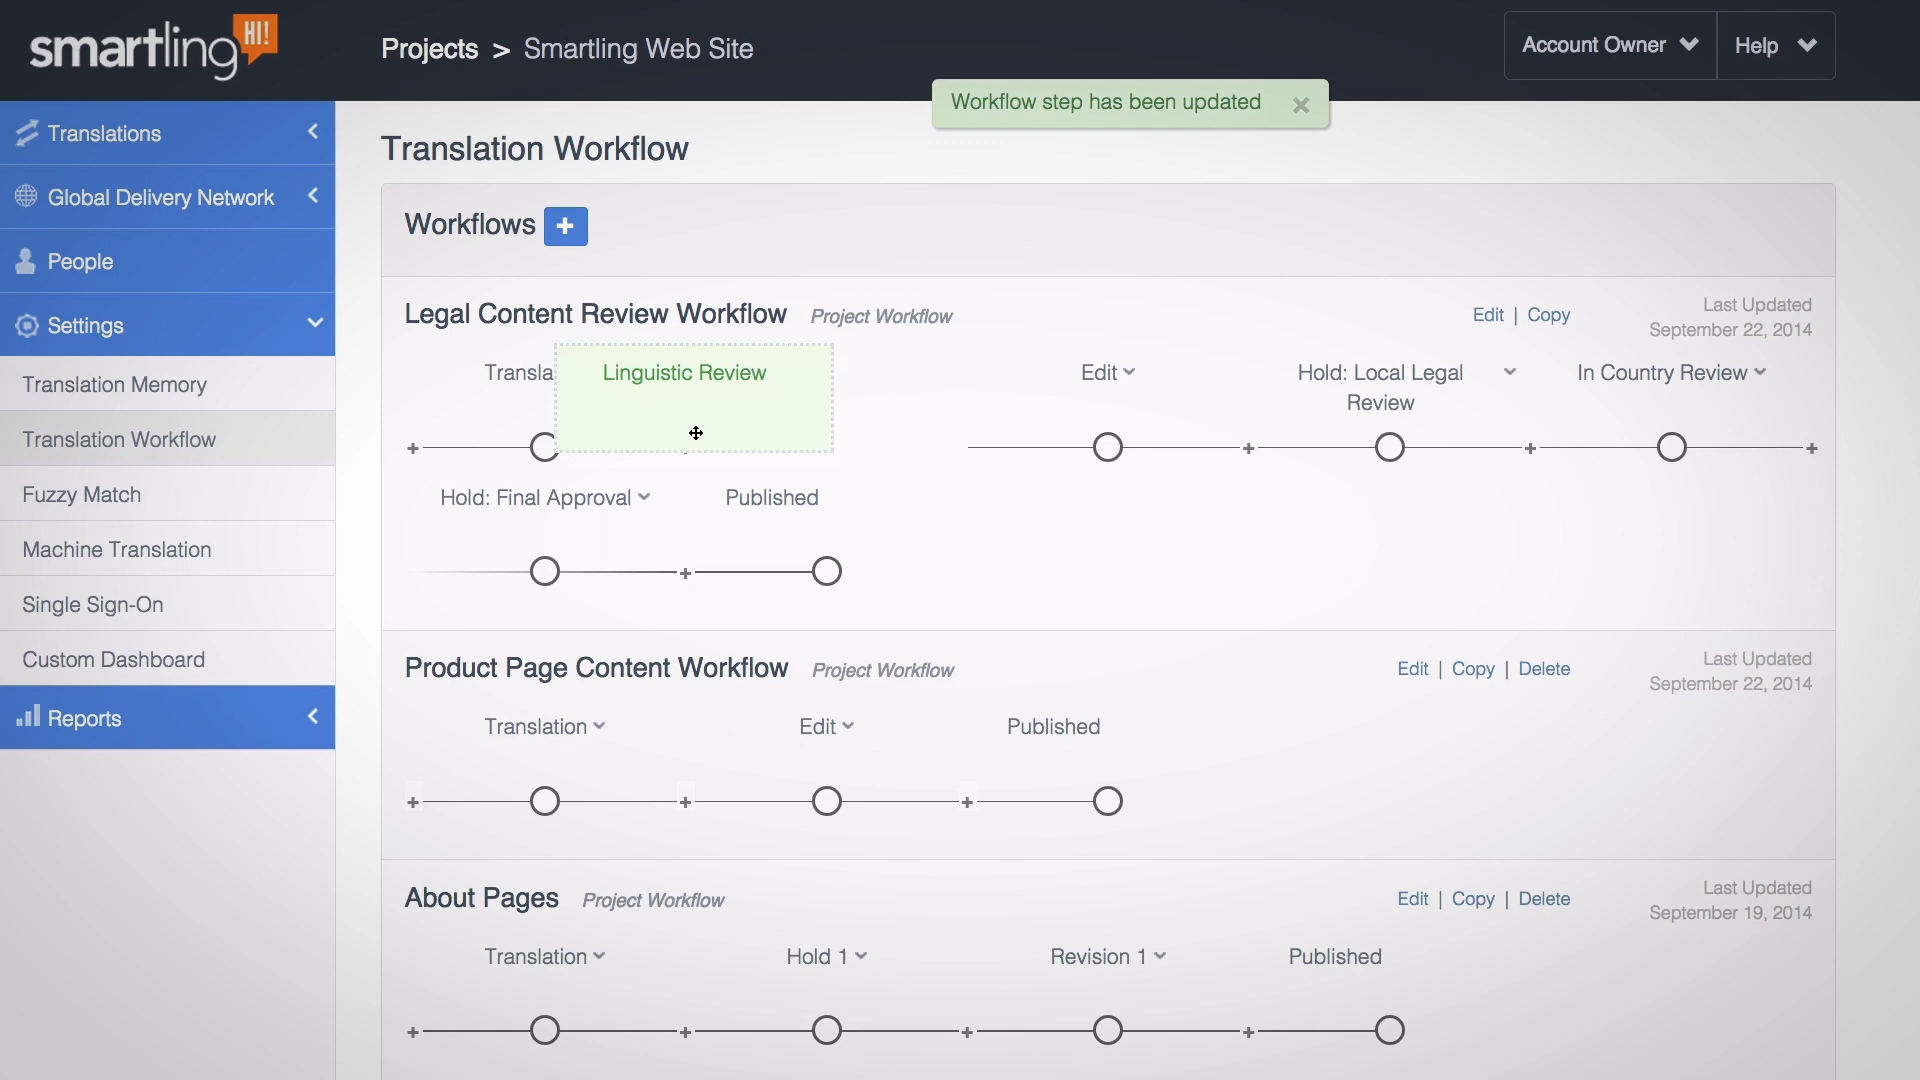 smartling HI!
Projects > Smartling Web Site
Account Owner
Help
Workflow step has been updated ×
Translations
Global Delivery Network
People
Settings
Translation Memory
Translation Workflow
Fuzzy Match
Machine Translation
Single Sign-On
Custom Dashboard
Reports
Translation Workflow
Workflows +
Legal Content Review Workflow Project Workflow
Edit | Copy
Last Updated
September 22, 2014
Transla
Linguistic Review
Edit
Hold: Local Legal
Review
In Country Review
Hold: Final Approval
Published
Product Page Content Workflow Project Workflow
Edit | Copy | Delete
Last Updated
September 22, 2014
Translation
Edit
Published
About Pages Project Workflow
Edit | Copy | Delete
Last Updated
September 19, 2014
Translation
Hold 1
Revision 1
Published